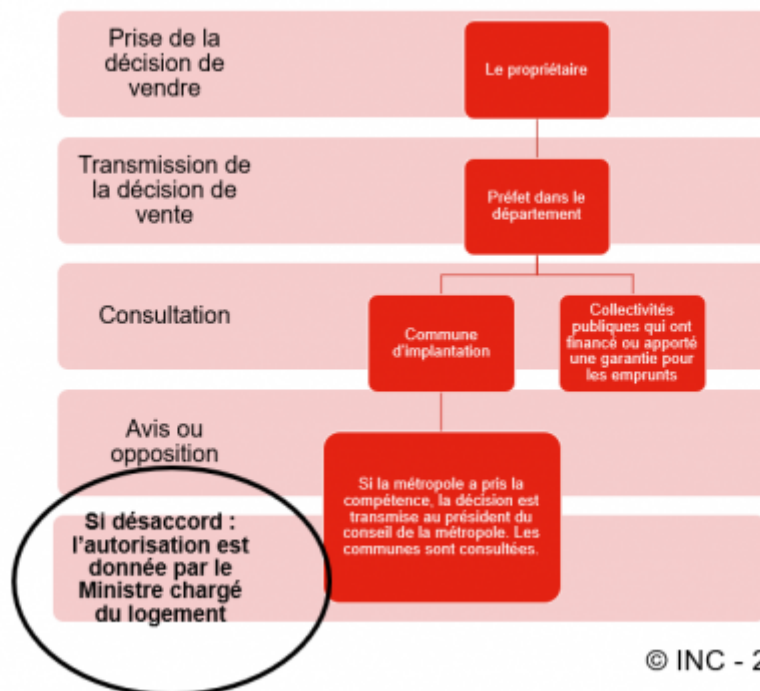 Prise de la
décision de
vendre
Le propriétaire
Transmission de
la décision de
vente
Préfet dans le
département
Consultation
Commune
d'implantation
Collectivités
publiques qui ont
financé ou apporté
une garantie pour
les emprunts
Avis ou
opposition
Si la métropole a pris la
compétence, la décision est
transmise au président du
conseil de la métropole. Les
communes sont consultées.
Si désaccord :
l'autorisation est
donnée par le
Ministre chargé
du logement
© INC - 2